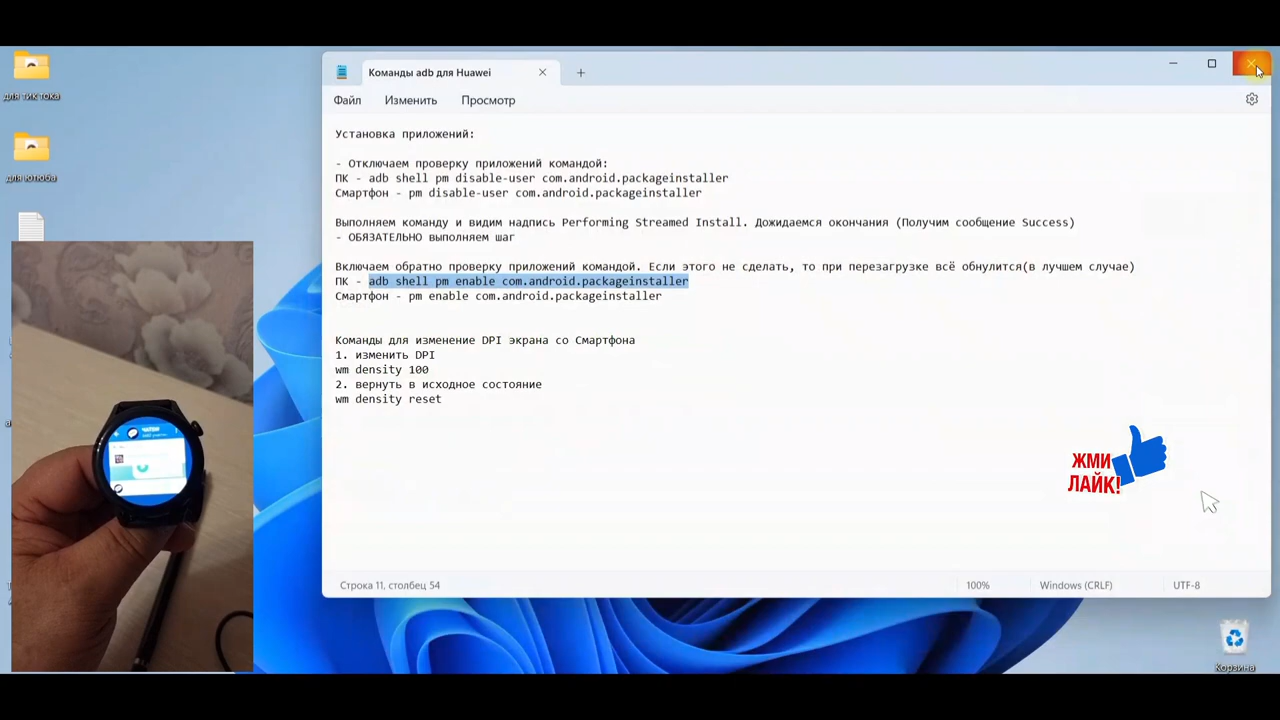 для тик тока
для ютюба
Команды adb для Huawei
Файл Изменить Просмотр
Установка приложений:
- Отключаем проверку приложений командой:
ПК - adb shell pm disable-user com.android.packageinstaller
Смартфон - pm disable-user com.android.packageinstaller
Выполняем команду и видим надпись Performing Streamed Install. Дожидаемся окончания (Получим сообщение Success)
- ОБЯЗАТЕЛЬНО выполняем шаг
Включаем обратно проверку приложений командой. Если этого не сделать, то при перезагрузке всё обнулится(в лучшем случае)
ПК - adb shell pm enable com.android.packageinstaller
Смартфон - pm enable com.android.packageinstaller
Команды для изменение DPI экрана со Смартфона
1. изменить DPI
wm density 100
2. вернуть в исходное состояние
wm density reset
ЖМИ
ЛАЙК!
Строка 11, столбец 54 100% Windows (CRLF) UTF-8
Корзина